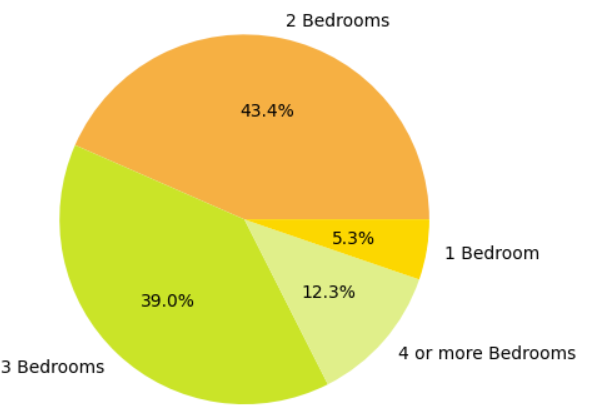 2 Bedrooms
43.4%
5.3%
1 Bedroom
12.3%
39.0%
4 or more Bedrooms
3 Bedrooms